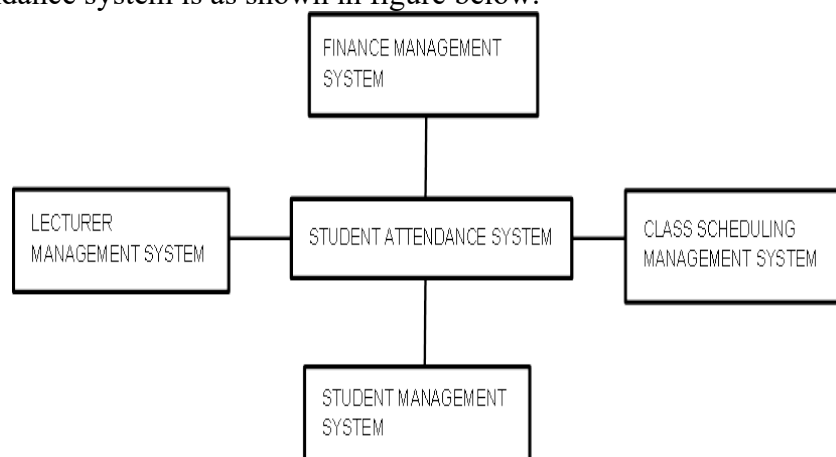 dance system is as shown in figure below.
FINANCE MANAGEMENT
SYSTEM
LECTURER
MANAGEMENT SYSTEM
STUDENT ATTENDANCE SYSTEM
CLASS SCHEDULING
MANAGEMENT SYSTEM
STUDENT MANAGEMENT
SYSTEM